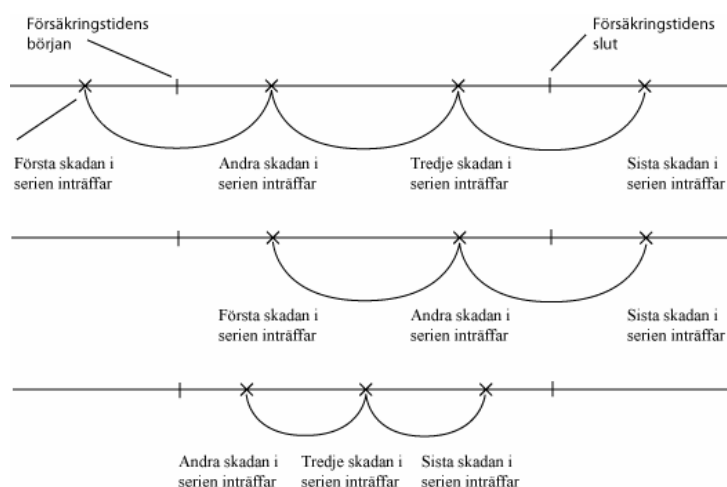 Försäkringstidens
början
Försäkringstidens
slut
Första skadan i
serien inträffar
Andra skadan i
serien inträffar
Tredje skadan i
serien inträffar
Sista skadan i
serien inträffar
Första skadan i
serien inträffar
Andra skadan i
serien inträffar
Sista skadan i
serien inträffar
Andra skadan i
serien inträffar
Tredje skadan i
serien inträffar
Sista skadan i
serien inträffar